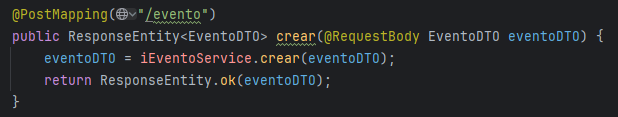 @PostMapping("/evento")
public ResponseEntity<EventoDTO> crear(@RequestBody EventoDTO eventoDTO) {
    eventoDTO = iEventoService.crear(eventoDTO);
    return ResponseEntity.ok(eventoDTO);
}